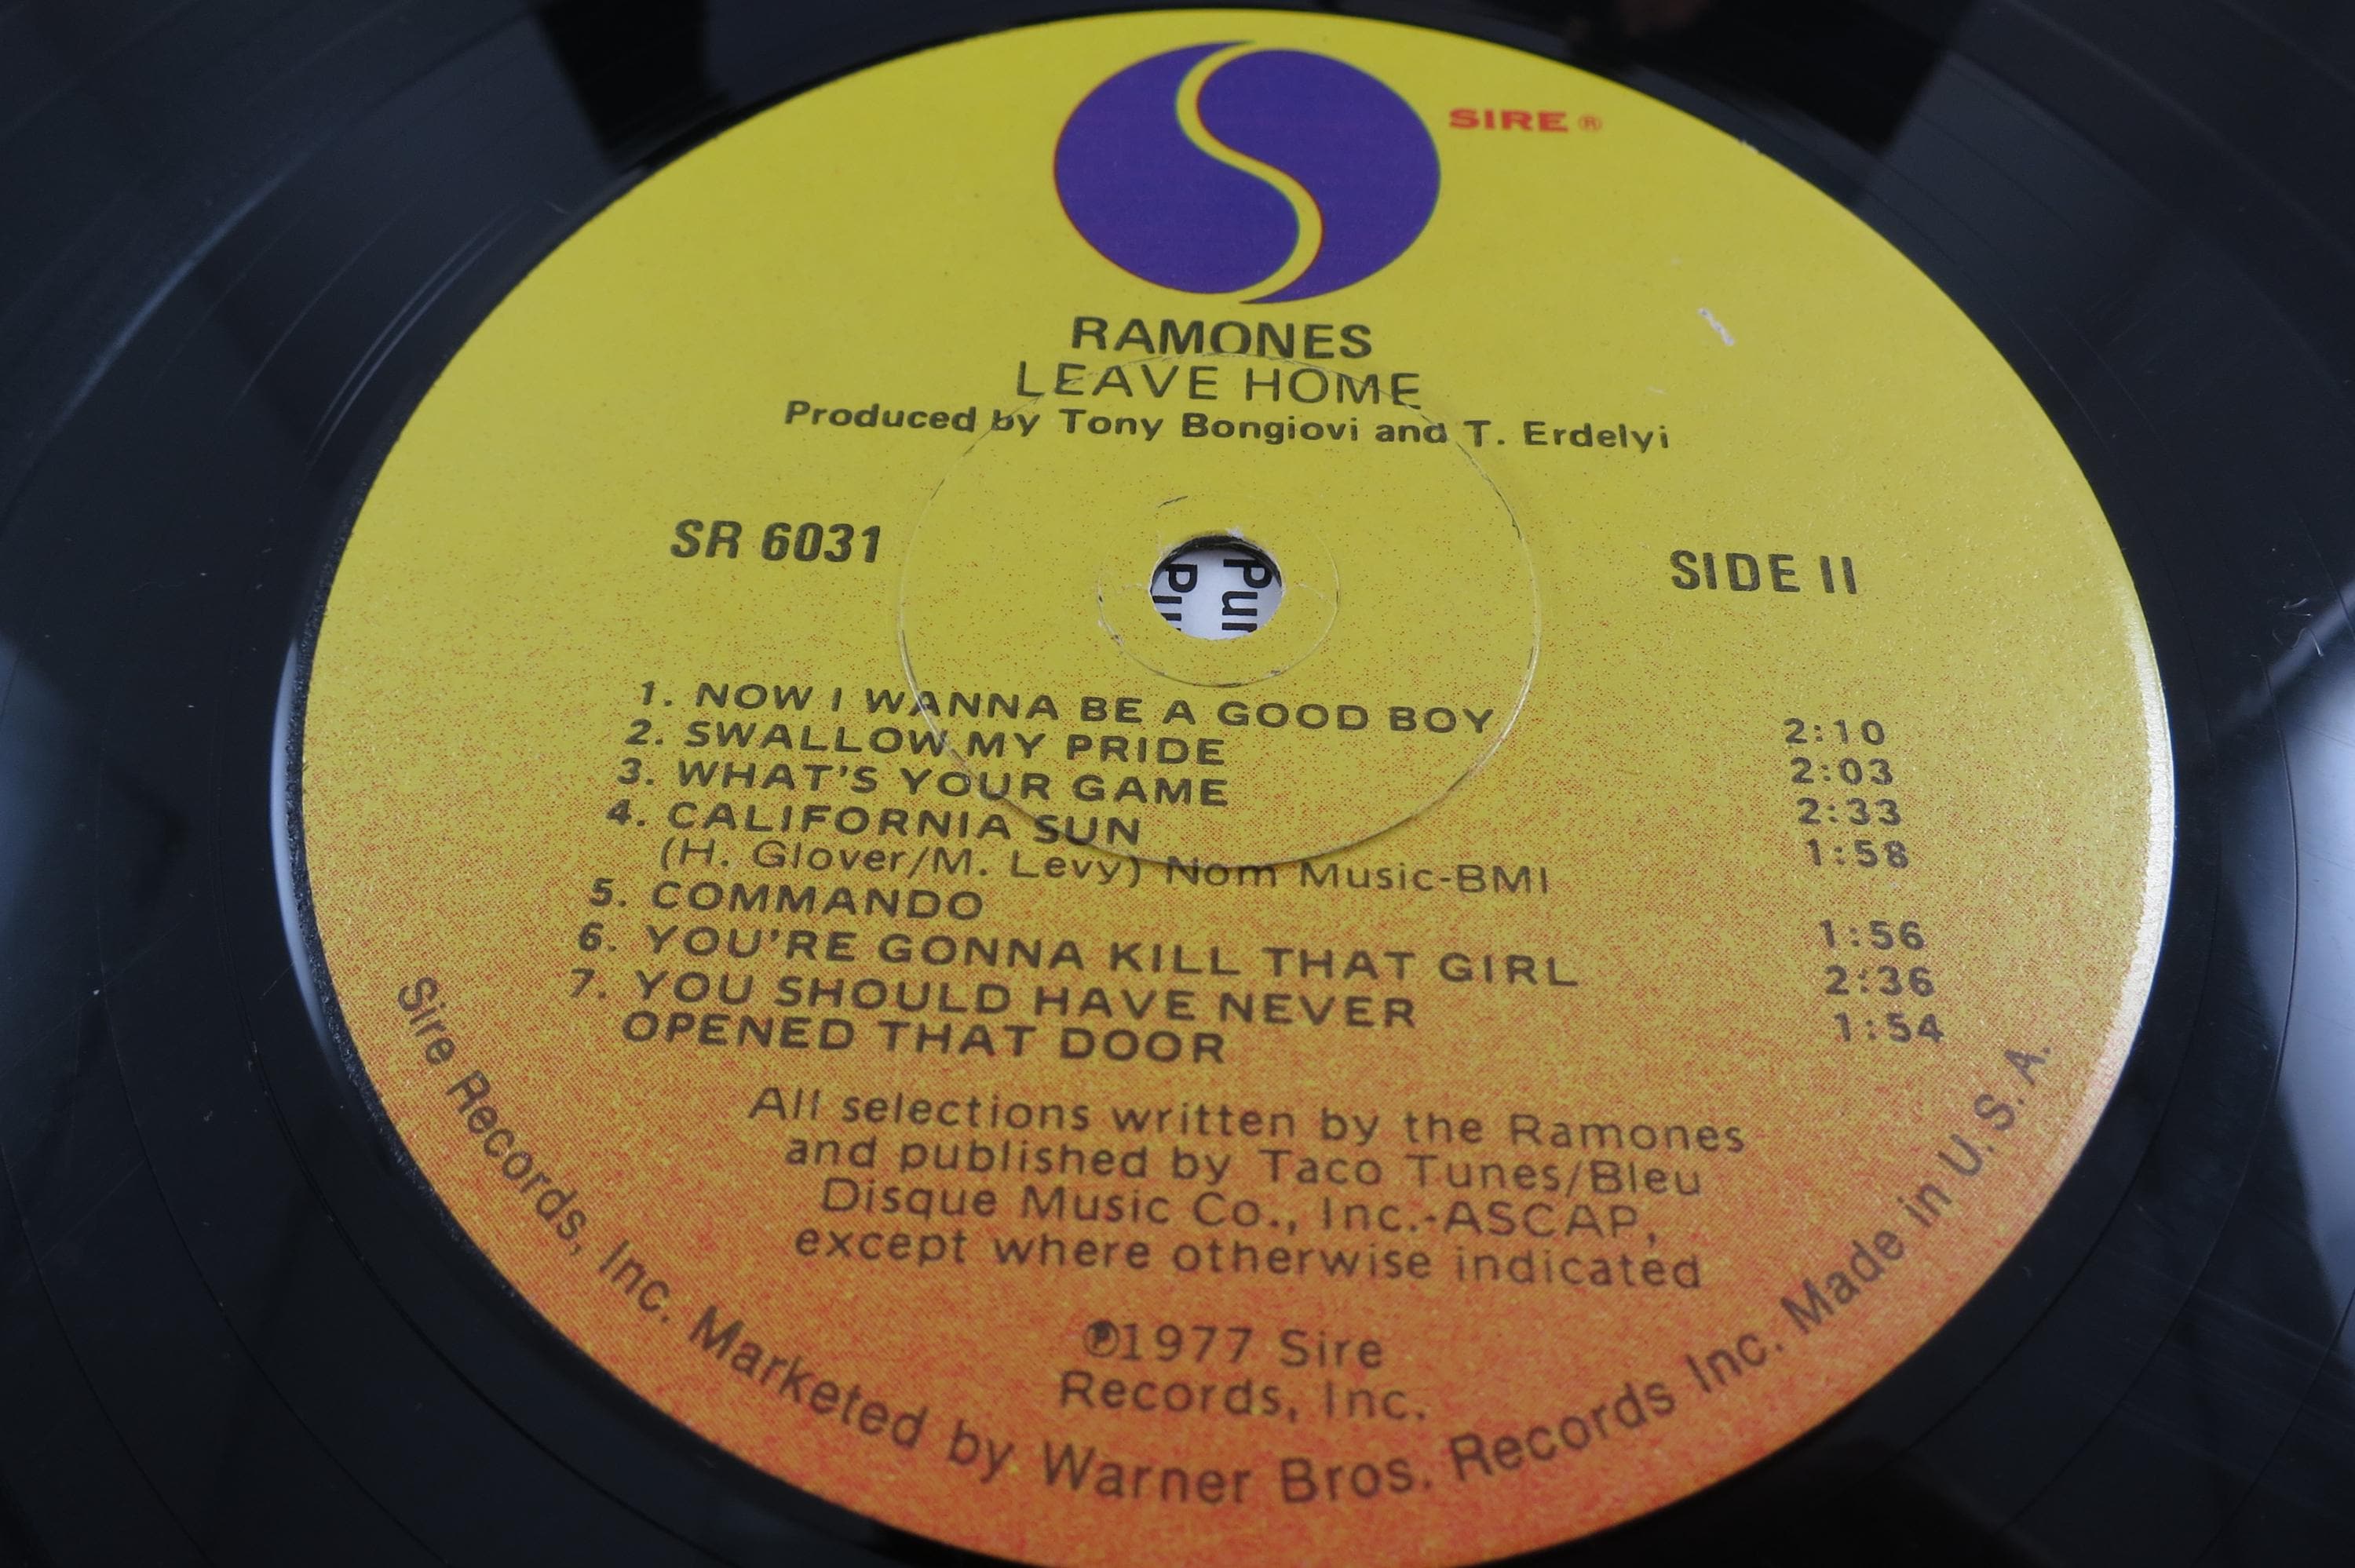 SIRE ®
RAMONES
LEAVE HOME
Produced by Tony Bongiovi and T. Erdelyi
SR 6031
SIDE II
Pur
Pu
1. NOW I WANNA BE A GOOD BOY 2:10
2. SWALLOW MY PRIDE 2:03
3. WHAT'S YOUR GAME 2:33
4. CALIFORNIA SUN 1:58
(H. Glover/M. Levy) Nom Music-BMI
5. COMMANDO 1:56
6. YOU'RE GONNA KILL THAT GIRL 2:36
7. YOU SHOULD HAVE NEVER 1:54
OPENED THAT DOOR
All selections written by the Ramones
and published by Taco Tunes/Bleu
Disque Music Co., Inc.-ASCAP,
except where otherwise indicated
℗1977 Sire
Records, Inc.
Sire Records, Inc. Marketed by Warner Bros. Records Inc. Made in U. S. A.